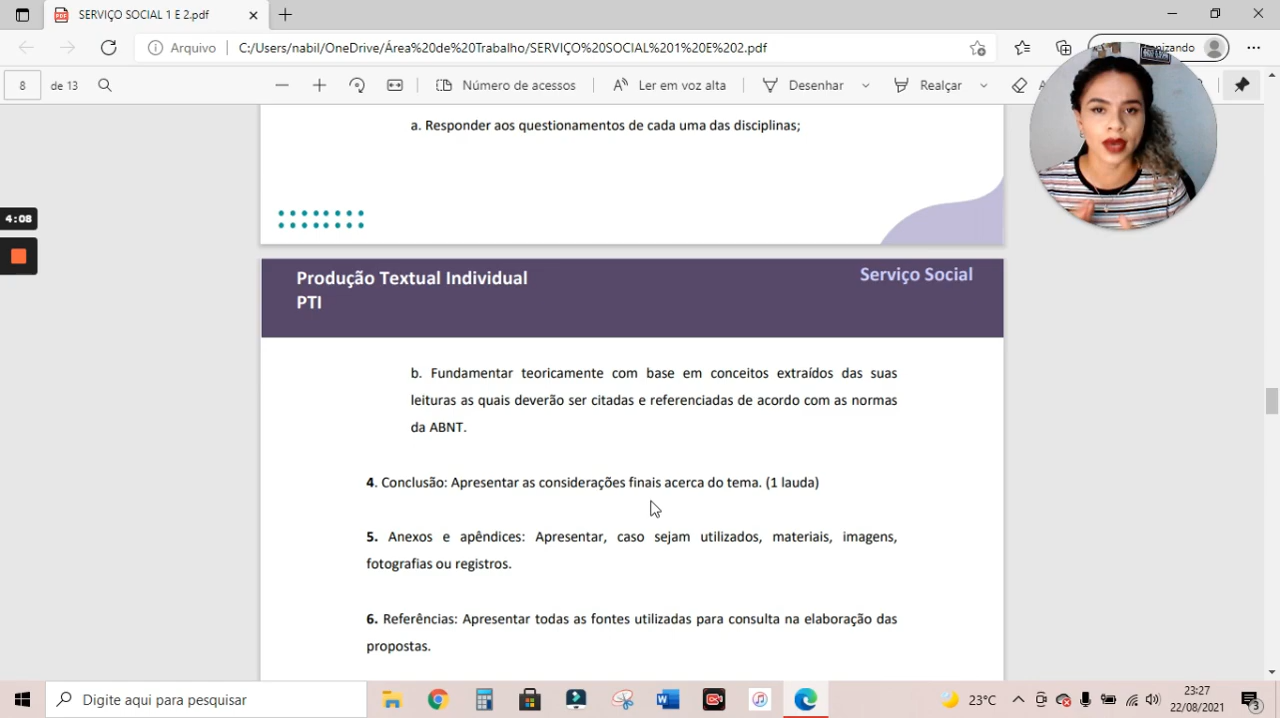 SERVIÇO SOCIAL 1 E 2.pdf
Arquivo
C:/Users/nabil/OneDrive/Área%20de%20Trabalho/SERVIÇO%20SOCIAL%201%20E%202.pdf
nizando
8 de 13
Número de acessos
Ler em voz alta
Desenhar
Realçar
a. Responder aos questionamentos de cada uma das disciplinas;
4:08
Produção Textual Individual
PTI
Serviço Social
b. Fundamentar teoricamente com base em conceitos extraídos das suas
leituras as quais deverão ser citadas e referenciadas de acordo com as normas
da ABNT.
4. Conclusão: Apresentar as considerações finais acerca do tema. (1 lauda)
5. Anexos e apêndices: Apresentar, caso sejam utilizados, materiais, imagens,
fotografias ou registros.
6. Referências: Apresentar todas as fontes utilizadas para consulta na elaboração das
propostas.
Digite aqui para pesquisar
23°C
23:27
22/08/2021
3